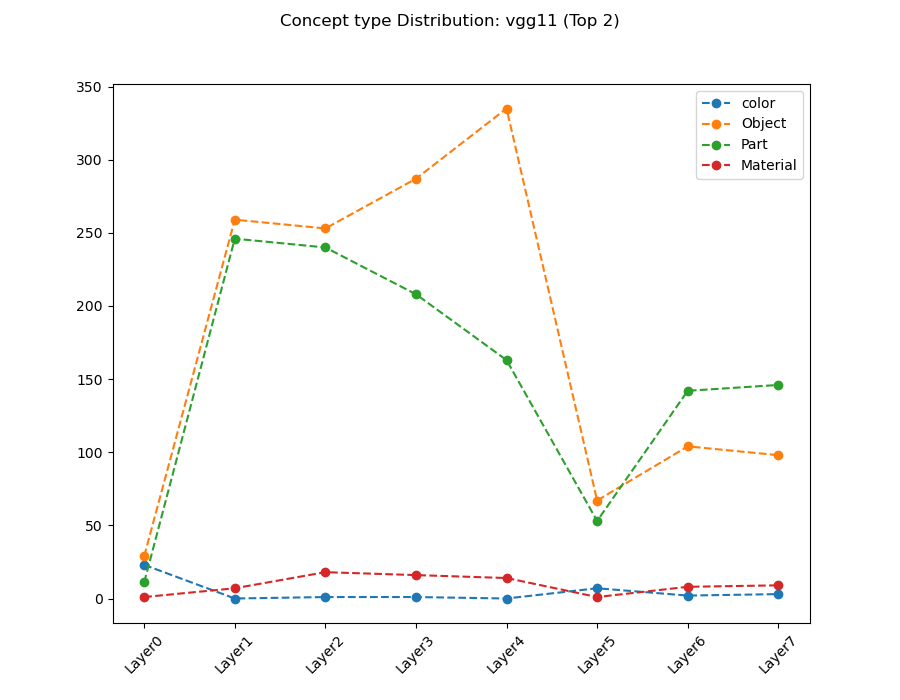 Concept type Distribution: vgg11 (Top 2)
350
300
250
200
150
100
50
0
color
Object
Part
Material
Layer0
Layer1
Layer2
Layer3
Layer4
Layer5
Layer6
Layer7